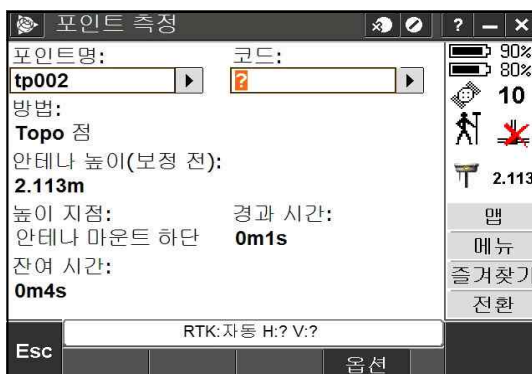 포인트 측정
? – ×
포인트명: 코드:
tp002 ?
방법:
Topo 점
안테나 높이(보정 전):
2.113m
높이 지점: 경과 시간:
안테나 마운트 하단 0m1s
잔여 시간:
0m4s
RTK:자동 H:? V:?
Esc
옵션
90%
80%
10
2.113
맵
메뉴
즐겨찾기
전환